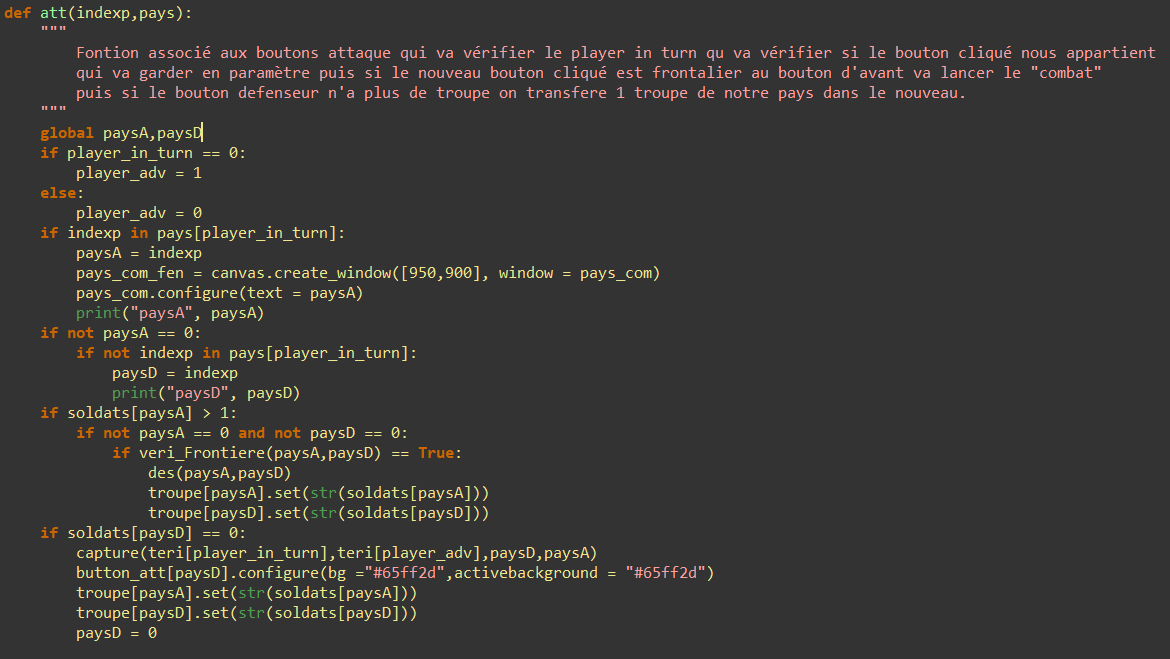 def att(indexp,pays):
    """
        Fontion associé aux boutons attaque qui va vérifier le player in turn qu va vérifier si le bouton cliqué nous appartient
        qui va garder en paramètre puis si le nouveau bouton cliqué est frontalier au bouton d'avant va lancer le "combat"
        puis si le bouton defenseur n'a plus de troupe on transfere 1 troupe de notre pays dans le nouveau.
    """
    global paysA,paysD
    if player_in_turn == 0:
        player_adv = 1
    else:
        player_adv = 0
    if indexp in pays[player_in_turn]:
        paysA = indexp
        pays_com_fen = canvas.create_window([950,900], window = pays_com)
        pays_com.configure(text = paysA)
        print("paysA", paysA)
    if not paysA == 0:
        if not indexp in pays[player_in_turn]:
            paysD = indexp
            print("paysD", paysD)
    if soldats[paysA] > 1:
        if not paysA == 0 and not paysD == 0:
            if veri_Frontiere(paysA,paysD) == True:
                des(paysA,paysD)
                troupe[paysA].set(str(soldats[paysA]))
                troupe[paysD].set(str(soldats[paysD]))
    if soldats[paysD] == 0:
        capture(teri[player_in_turn],teri[player_adv],paysD,paysA)
        button_att[paysD].configure(bg ="#65ff2d",activebackground = "#65ff2d")
        troupe[paysA].set(str(soldats[paysA]))
        troupe[paysD].set(str(soldats[paysD]))
        paysD = 0